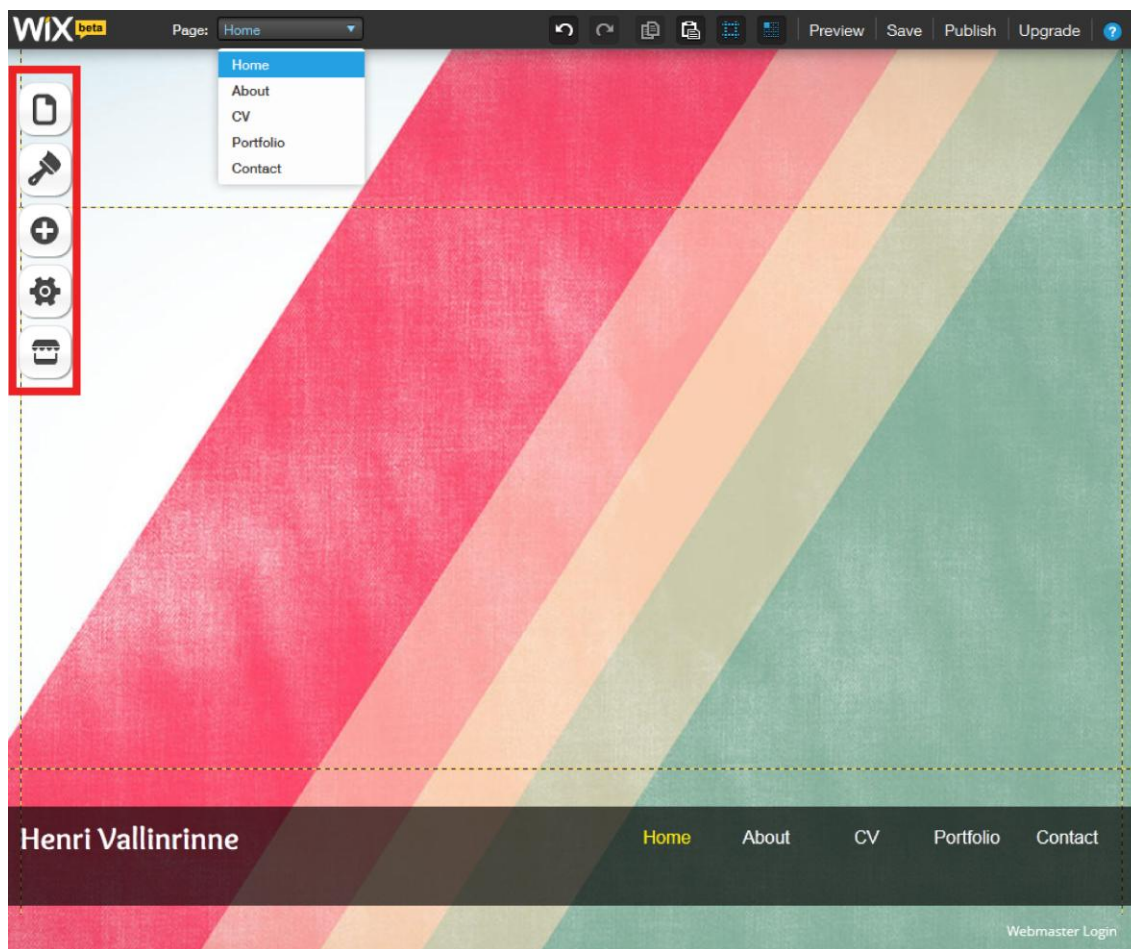 WiX beta Page: Home Preview Save Publish Upgrade ?
Home
About
CV
Portfolio
Contact
Henri Vallinrinne Home About CV Portfolio Contact
Webmaster Login